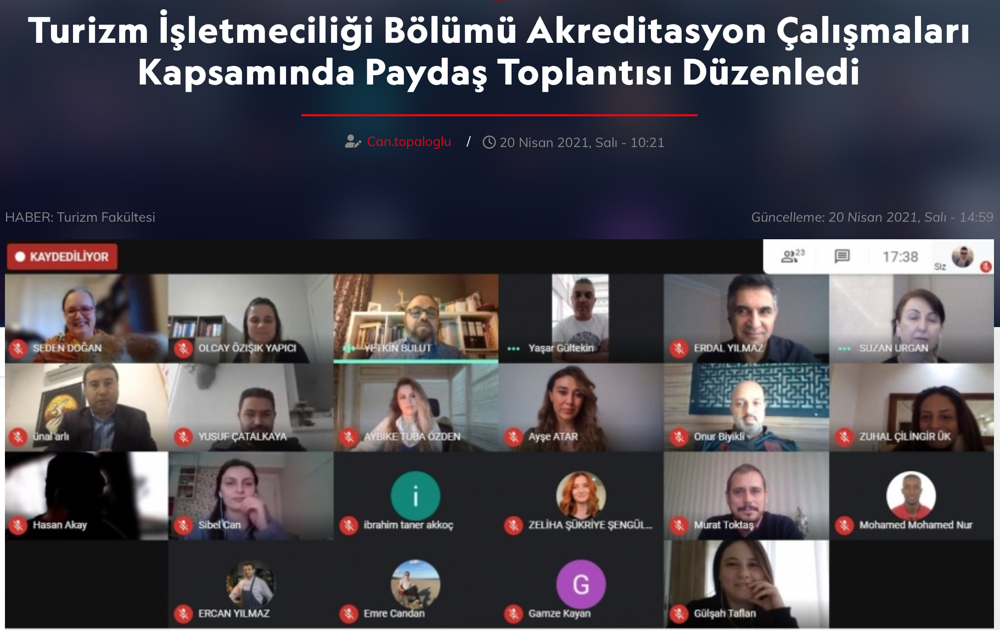 Turizm İşletmeciliği Bölümü Akreditasyon Çalışmaları
Kapsamında Paydaş Toplantısı Düzenledi
Can.topaloglu / 20 Nisan 2021, Salı - 10:21
HABER: Turizm Fakültesi
Güncelleme: 20 Nisan 2021, Salı - 14:59
KAYDEDİLİYOR
23
17:38
Siz
SEDEN DOĞAN
OLCAY ÖZIŞIK YAPICI
YETKİN BULUT
Yaşar Gültekin
ERDAL YILMAZ
SUZAN URGAN
ünal arlı
YUSUF ÇATALKAYA
AYBIKE TUBA ÖZDEN
Ayşe ATAR
Onur Biyikli
ZUHAL ÇİLİNGİR ÜK
Hasan Akay
Sibel Can
i
ibrahim taner akkoç
ZELİHA ŞÜKRİYE ŞENGÜL...
Murat Toktaş
Mohamed Mohamed Nur
ERCAN YILMAZ
Emre Candan
G
Gamze Kayan
Gülşah Taflan